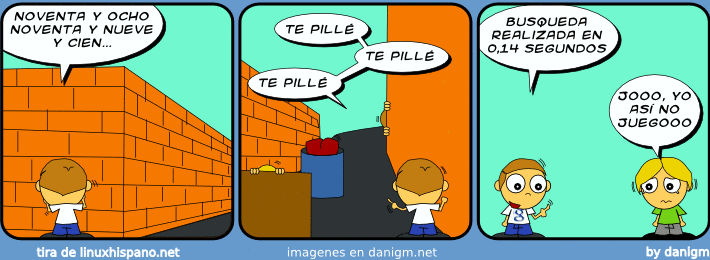 NOVENTA Y OCHO
NOVENTA Y NUEVE
Y CIEN...
TE PILLÉ
TE PILLÉ
TE PILLÉ
BUSQUEDA
REALIZADA EN
0,14 SEGUNDOS
JOOO, YO
ASÍ NO
JUEGOOO
8
tira de linuxhispano.net
imagenes en danigm.net
by danigm